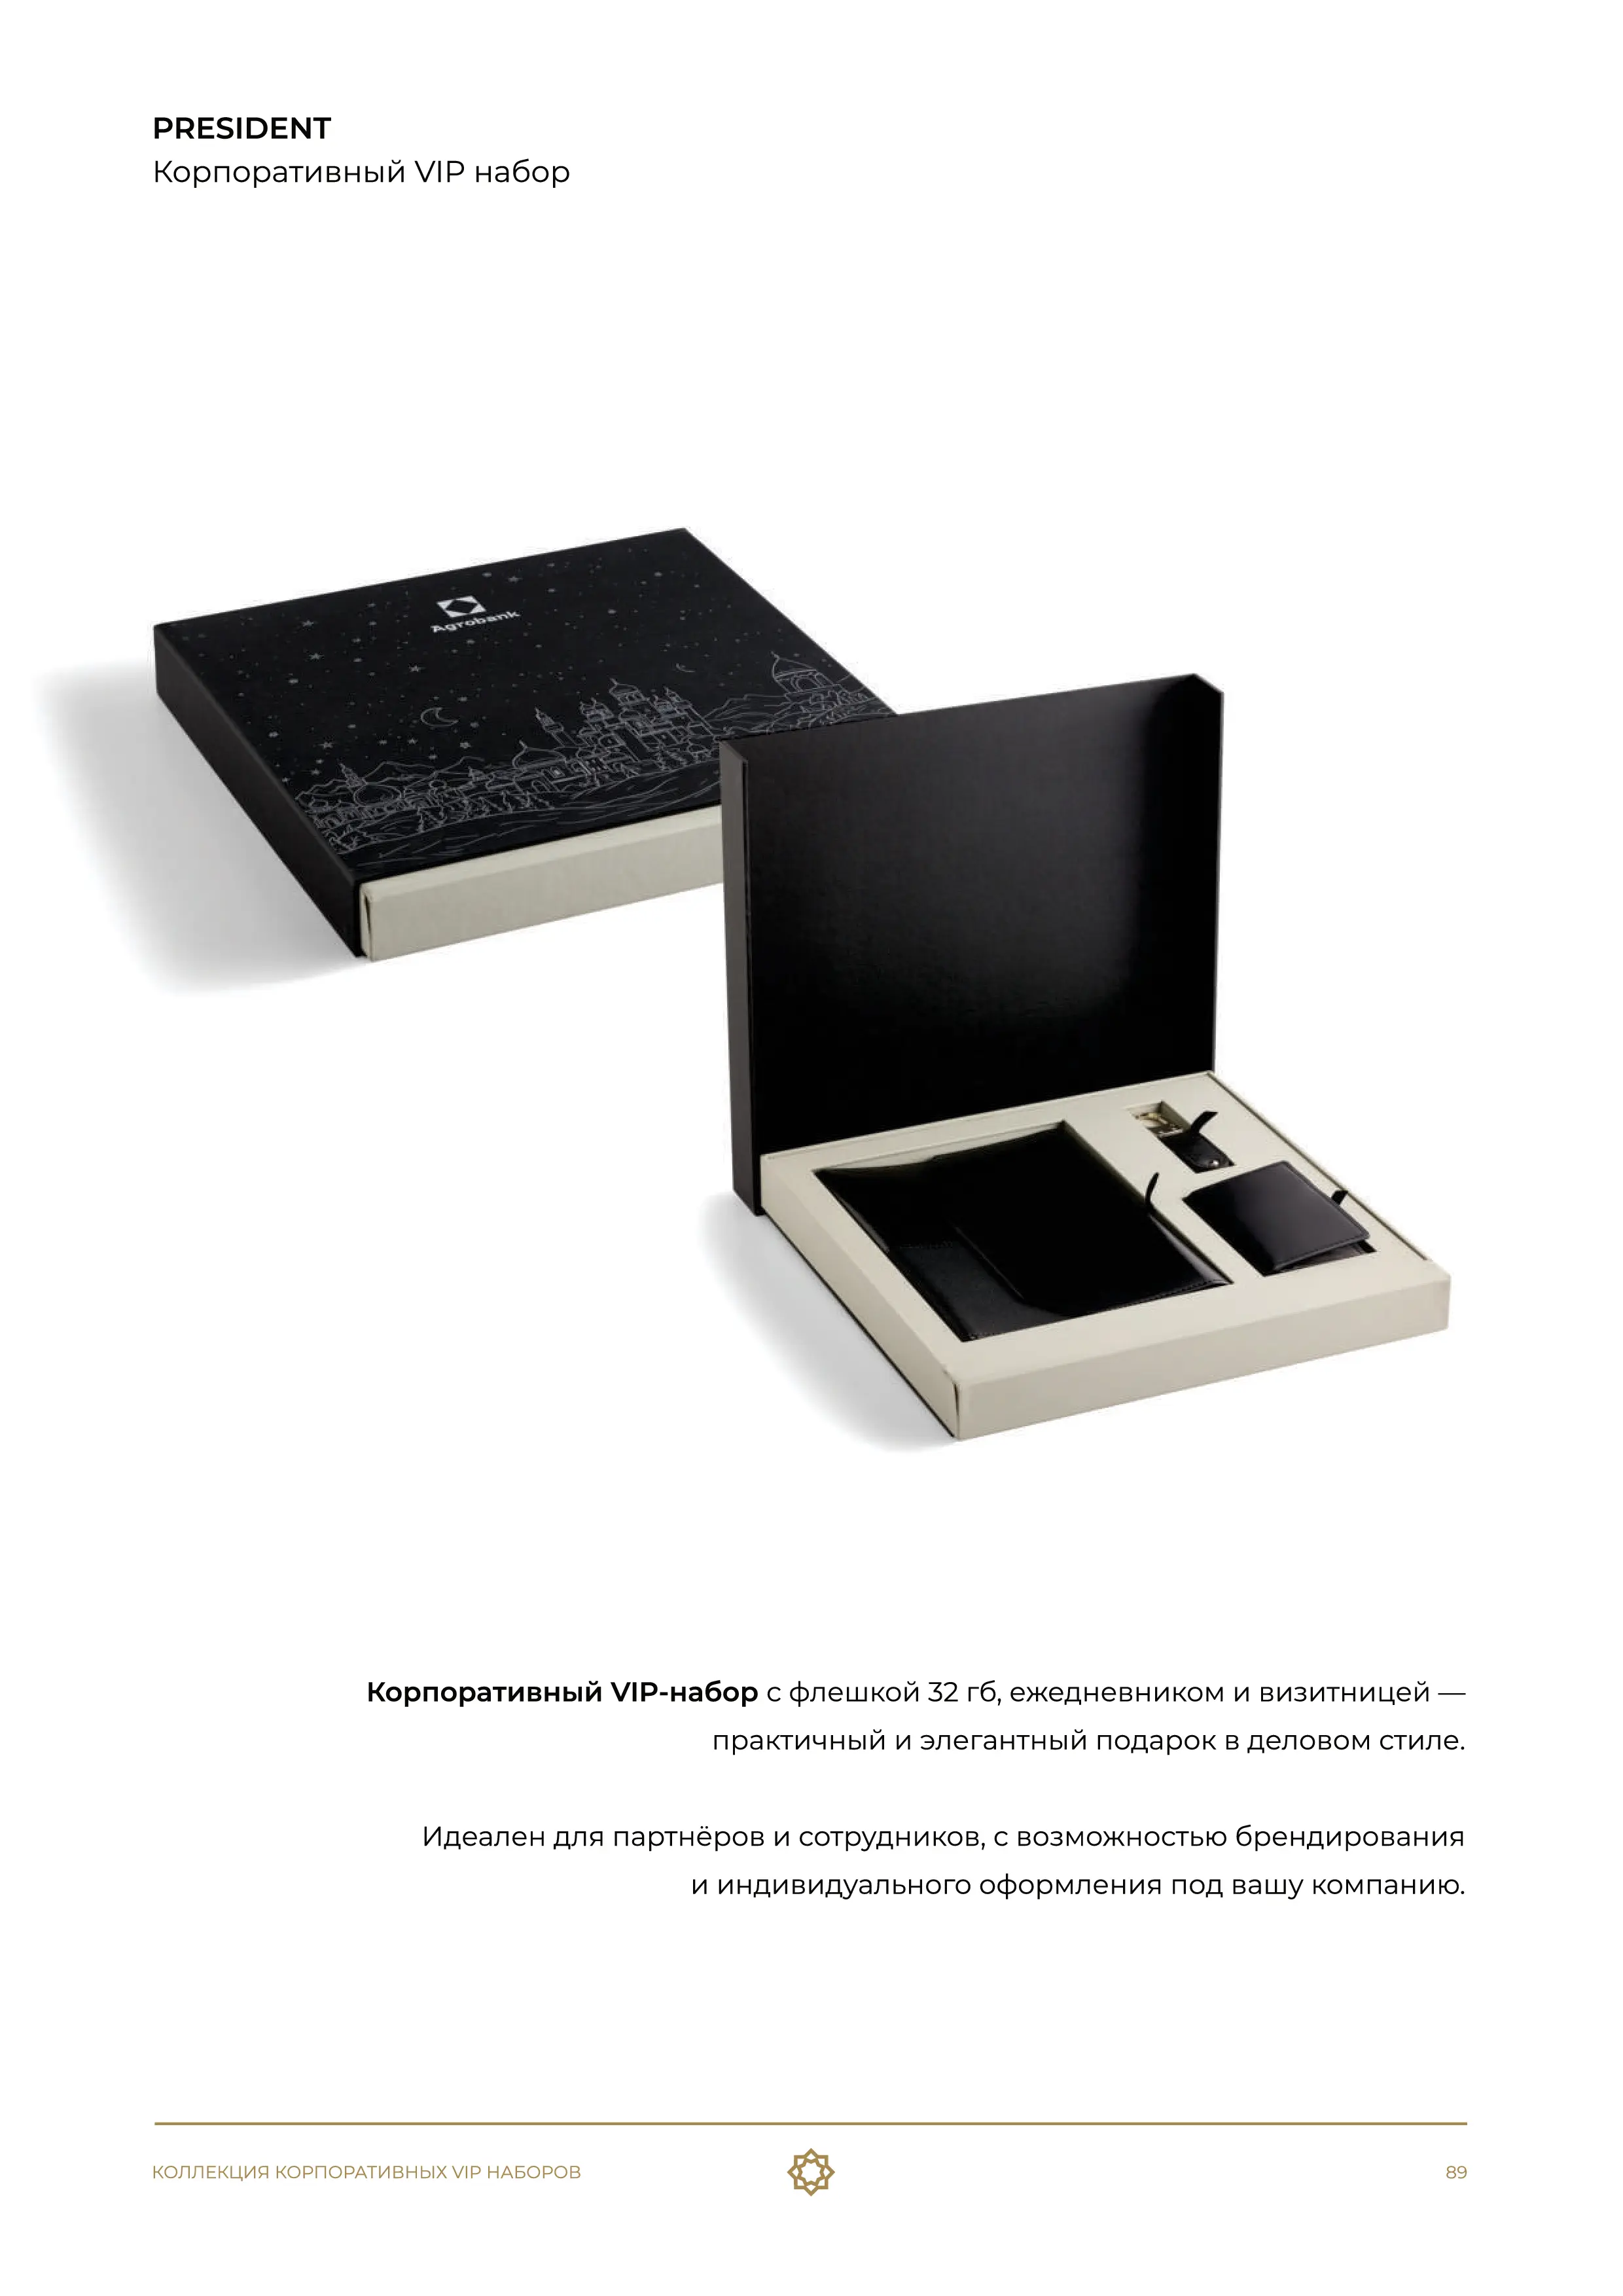 PRESIDENT
Корпоративный VIP набор
Agrobank
Корпоративный VIP-набор с флешкой 32 гб, ежедневником и визитницей —
практичный и элегантный подарок в деловом стиле.
Идеален для партнёров и сотрудников, с возможностью брендирования
и индивидуального оформления под вашу компанию.
КОЛЛЕКЦИЯ КОРПОРАТИВНЫХ VIP НАБОРОВ
89